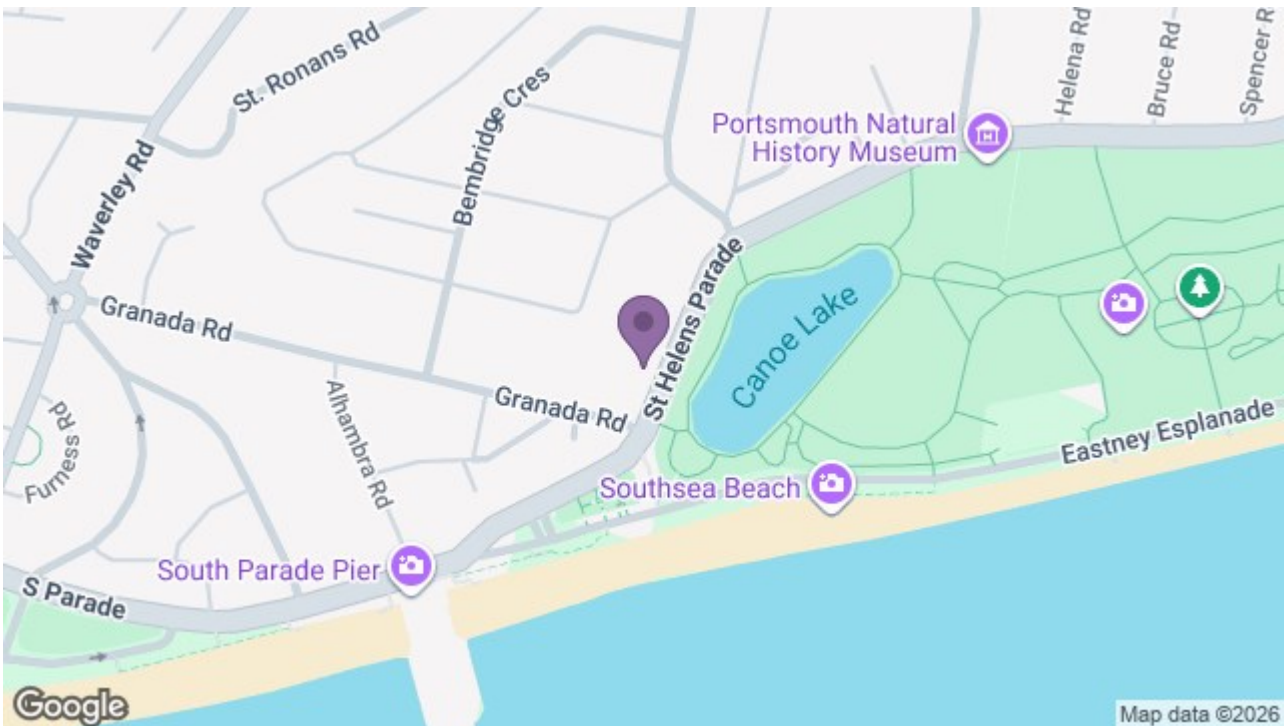 St. Ronans Rd
Bembridge Cres
Helena Rd
Bruce Rd
Spencer R
Portsmouth Natural
History Museum
Waverley Rd
Granada Rd
St Helens Parade
Canoe Lake
Granada Rd
Alhambra Rd
Furness Rd
Eastney Esplanade
Southsea Beach
South Parade Pier
S Parade
Google
Map data ©2026